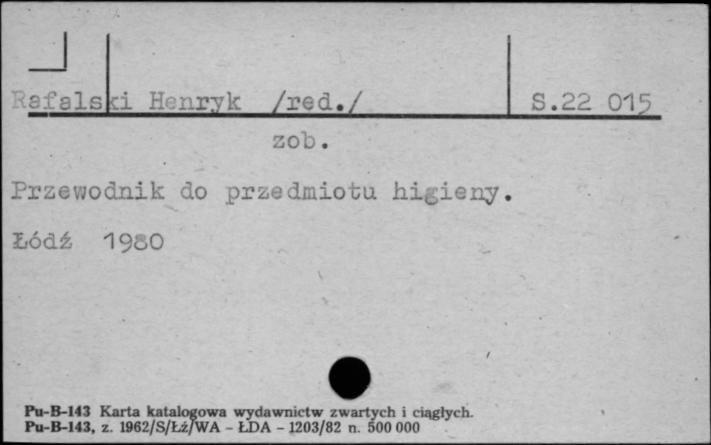 Rafalski Henryk /red./ S.22 015
zob.
Przewodnik do przedmiotu higieny.
Łódź 1980
Pu-B-143 Karta katalogowa wydawnictw zwartych i ciągłych.
Pu-B-143, z. 1962/S/Łź/WA - ŁDA - 1203/82 n. 500 000